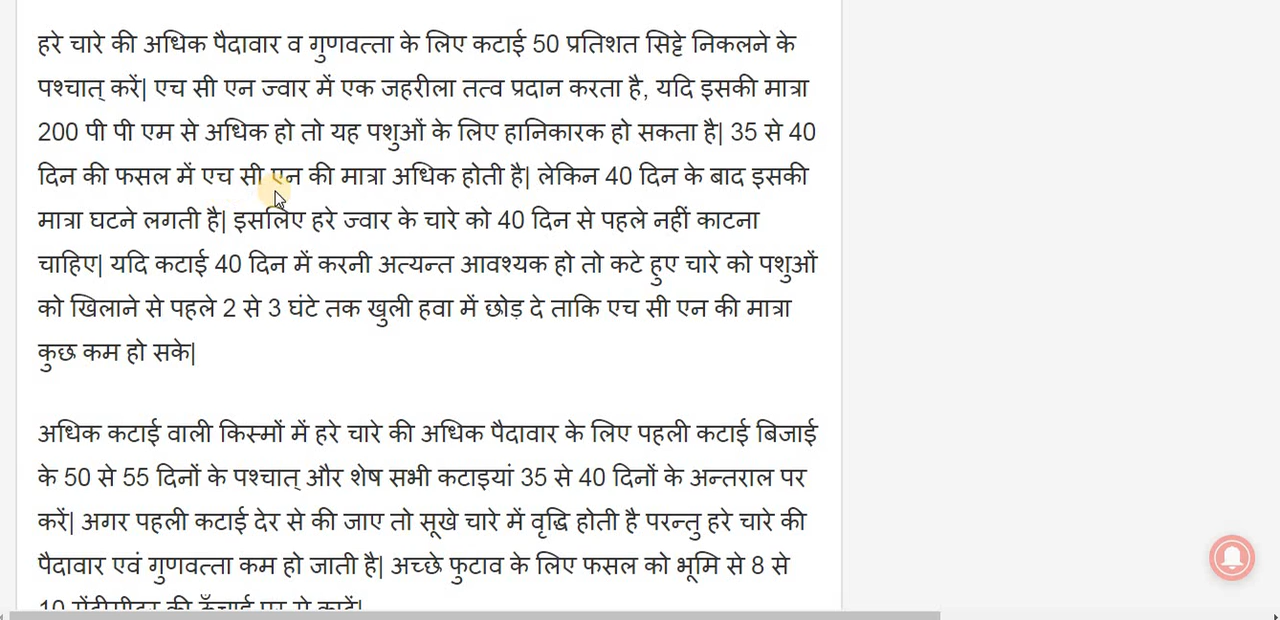 हरे चारे की अधिक पैदावार व गुणवत्ता के लिए कटाई 50 प्रतिशत सिट्टे निकलने के
पश्चात् करें| एच सी एन ज्वार में एक जहरीला तत्व प्रदान करता है, यदि इसकी मात्रा
200 पी पी एम से अधिक हो तो यह पशुओं के लिए हानिकारक हो सकता है| 35 से 40
दिन की फसल में एच सी एन की मात्रा अधिक होती है| लेकिन 40 दिन के बाद इसकी
मात्रा घटने लगती है| इसलिए हरे ज्वार के चारे को 40 दिन से पहले नहीं काटना
चाहिए| यदि कटाई 40 दिन में करनी अत्यन्त आवश्यक हो तो कटे हुए चारे को पशुओं
को खिलाने से पहले 2 से 3 घंटे तक खुली हवा में छोड़ दे ताकि एच सी एन की मात्रा
कुछ कम हो सके|
अधिक कटाई वाली किस्मों में हरे चारे की अधिक पैदावार के लिए पहली कटाई बिजाई
के 50 से 55 दिनों के पश्चात् और शेष सभी कटाइयां 35 से 40 दिनों के अन्तराल पर
करें| अगर पहली कटाई देर से की जाए तो सूखे चारे में वृद्धि होती है परन्तु हरे चारे की
पैदावार एवं गुणवत्ता कम हो जाती है| अच्छे फुटाव के लिए फसल को भूमि से 8 से
10 सेंटीमीटर की ऊँचाई पर से काटें|